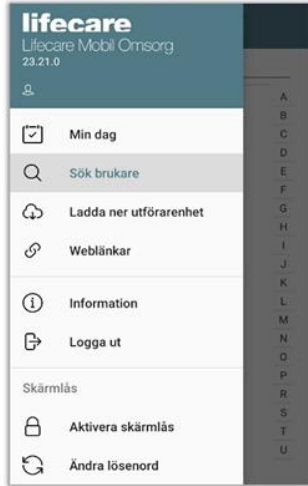 lifecare
Lifecare Mobil Omsorg
23.21.0
Min dag
Sök brukare
Ladda ner utförarenhet
Weblänkar
Information
Logga ut
Skärmlås
Aktivera skärmlås
Ändra lösenord
A
B
C
D
E
F
G
H
I
J
K
L
M
N
O
P
R
S
T
U